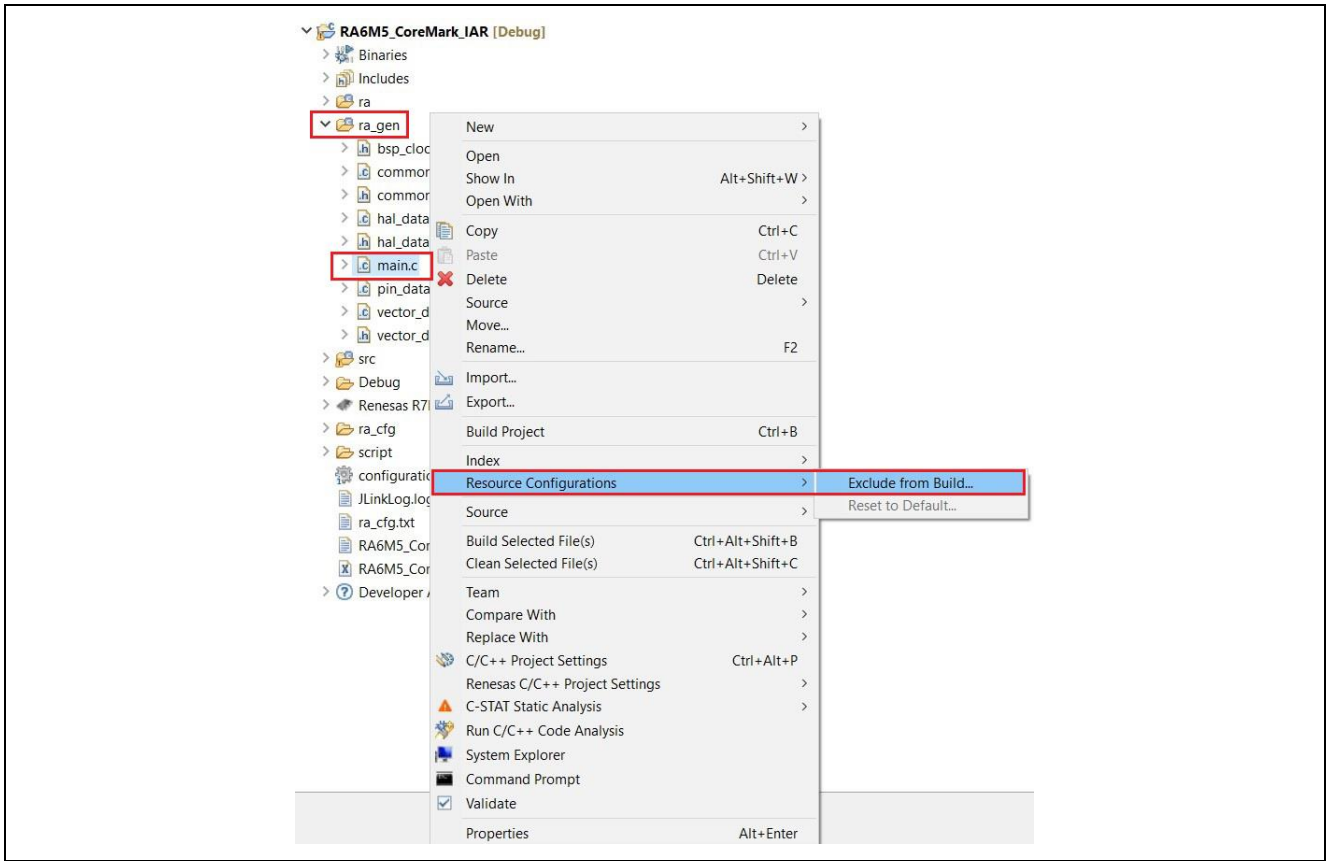 RA6M5_CoreMark_IAR [Debug]
Binaries
Includes
ra
ra_gen
bsp_cloc
commor
commor
hal_data
hal_data
main.c
pin_data
vector_d
vector_d
src
Debug
Renesas R7
ra_cfg
script
configuratio
JLinkLog.log
ra_cfg.txt
RA6M5_Cor
RA6M5_Cor
Developer
New
Open
Show In Alt+Shift+W
Open With
Copy Ctrl+C
Paste Ctrl+V
Delete Delete
Source
Move...
Rename... F2
Import...
Export...
Build Project Ctrl+B
Index
Resource Configurations
Source
Build Selected File(s) Ctrl+Alt+Shift+B
Clean Selected File(s) Ctrl+Alt+Shift+C
Team
Compare With
Replace With
C/C++ Project Settings Ctrl+Alt+P
Renesas C/C++ Project Settings
C-STAT Static Analysis
Run C/C++ Code Analysis
System Explorer
Command Prompt
Validate
Properties Alt+Enter
Exclude from Build...
Reset to Default...